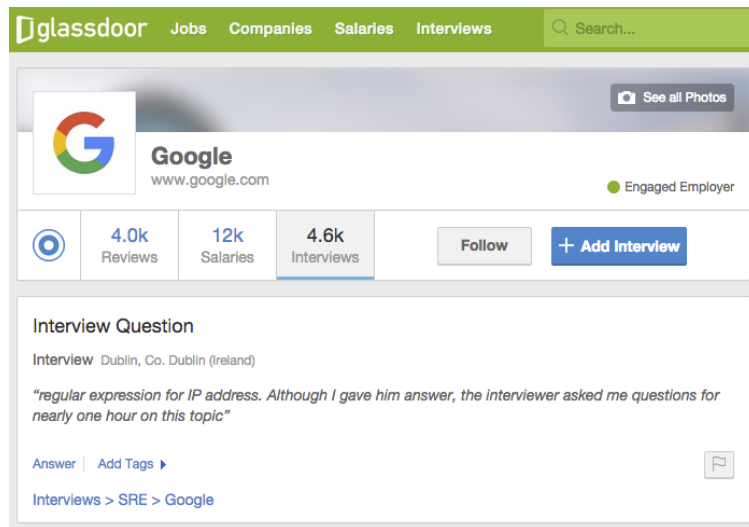 glassdoor Jobs Companies Salaries Interviews Search...
See all Photos
Google
www.google.com
Engaged Employer
4.0k 12k 4.6k
Reviews Salaries Interviews
Follow + Add Interview
Interview Question
Interview Dublin, Co. Dublin (Ireland)
“regular expression for IP address. Although I gave him answer, the interviewer asked me questions for
nearly one hour on this topic”
Answer Add Tags
Interviews > SRE > Google